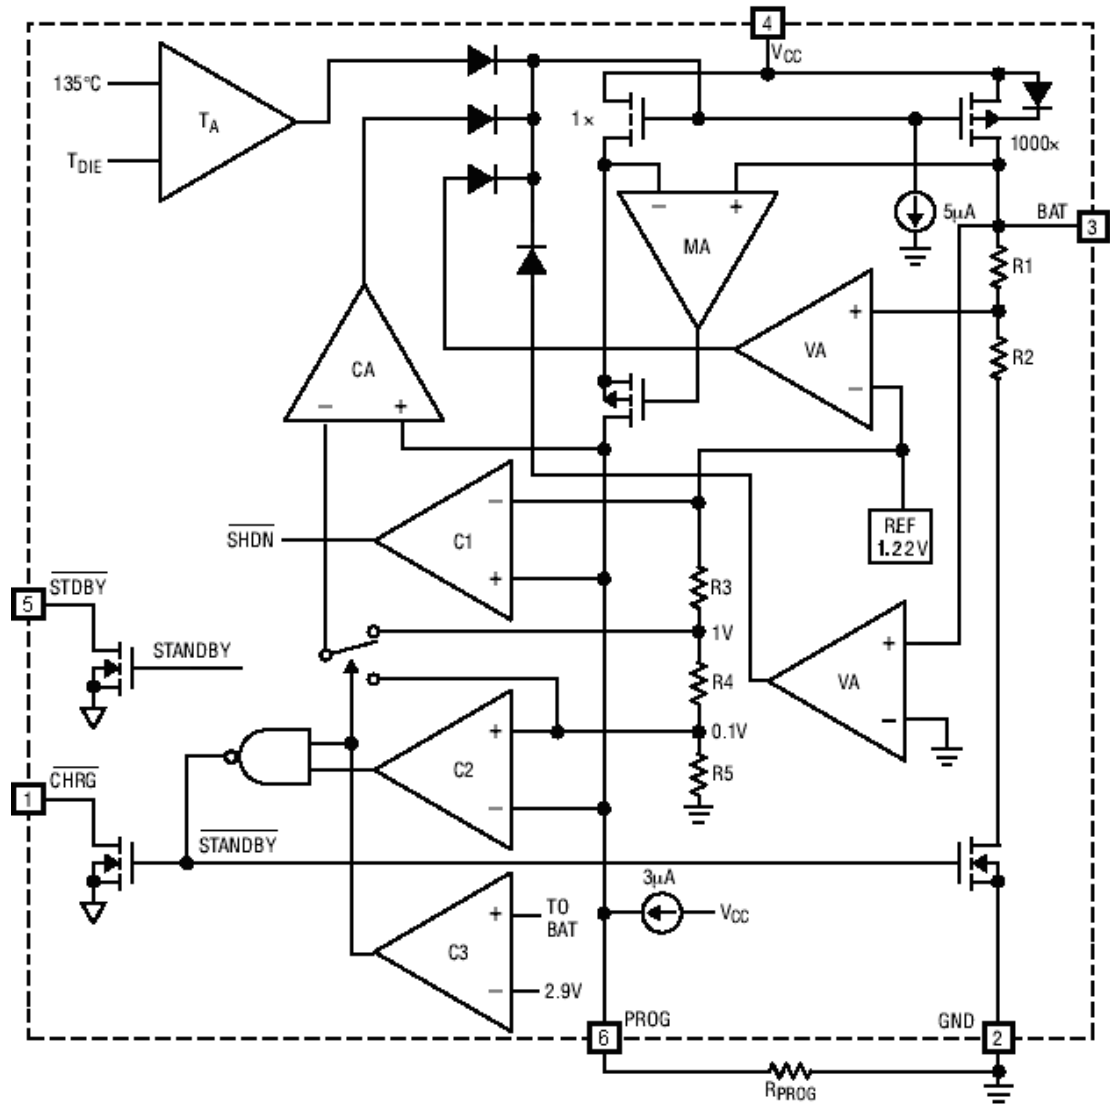 4
VCC
135°C
TA
TDIE
1×
1000×
− +
MA
5µA
BAT
3
R1
+
VA
−
R2
CA
− +
REF
1.22V
−
C1
+
SHDN
R3
STDBY
5
STANDBY
1V
R4
+
VA
−
0.1V
+
C2
−
R5
CHRG
1
STANDBY
3µA
VCC
+
TO
BAT
C3
−
2.9V
PROG
6
GND
2
RPROG